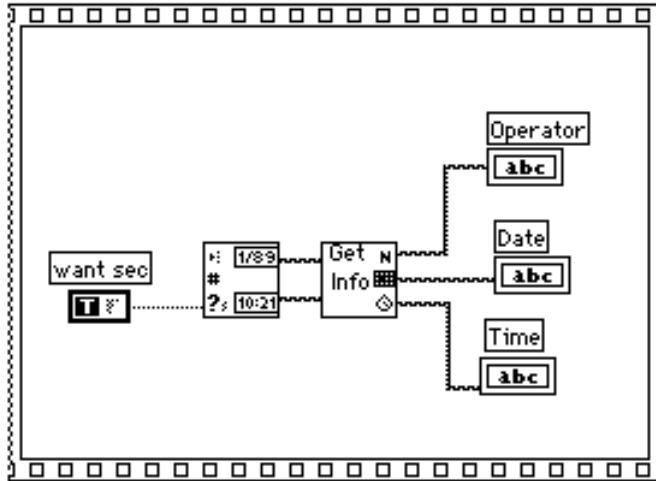 Operator
abc
Date
abc
Time
abc
want sec
T F
1/89
#
?s 10:21
Get N
Info